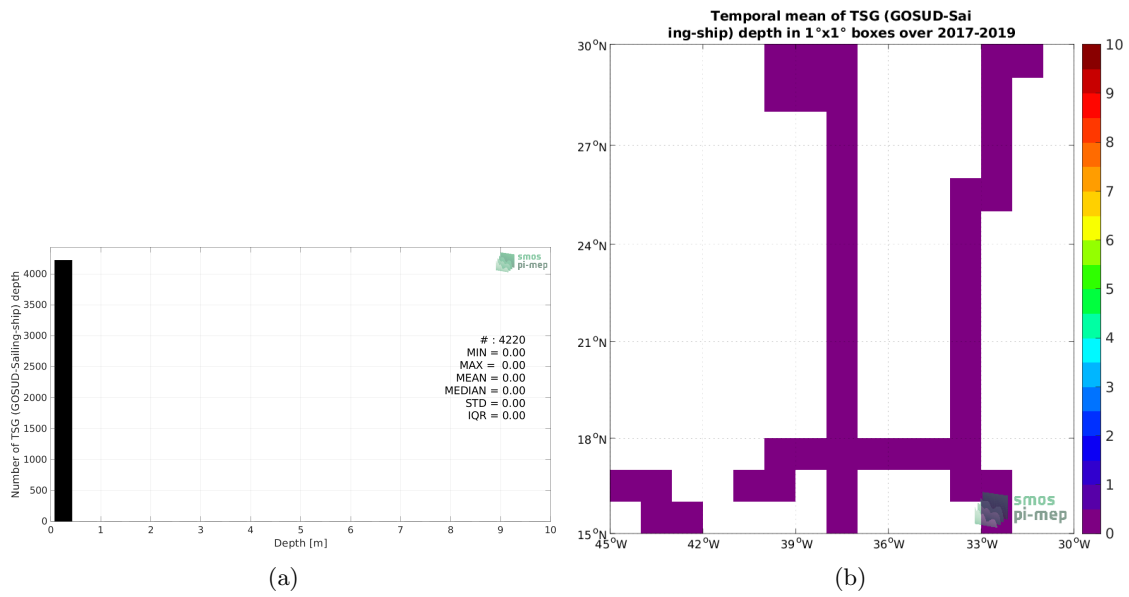 Number of TSG (GOSUD-Sailing-ship) depth
4000
3500
3000
2500
2000
1500
1000
500
0
smos
pi-mep
# : 4220
MIN = 0.00
MAX =  0.00
MEAN = 0.00
MEDIAN = 0.00
STD = 0.00
IQR = 0.00
0 1 2 3 4 5 6 7 8 9 10
Depth [m]
(a)
Temporal mean of TSG (GOSUD-Sai
ing-ship) depth in 1°x1° boxes over 2017-2019
30°N
27°N
24°N
21°N
18°N
15°N
45°W 42°W 39°W 36°W 33°W 30°W
smos
pi-mep
10
9
8
7
6
5
4
3
2
1
0
(b)